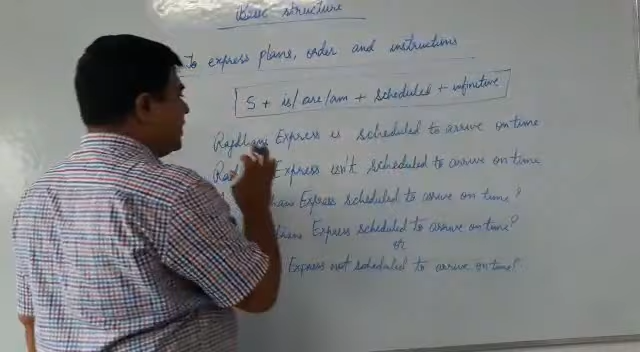 Basic structure
to express plans, order and instructions
S + is/are/am + scheduled + infinitive
Rajdhani Express is scheduled to arrive on time
Express isn't scheduled to arrive on time
Express scheduled to arrive on time?
Express scheduled to arrive on time?
or
Express not scheduled to arrive on time?